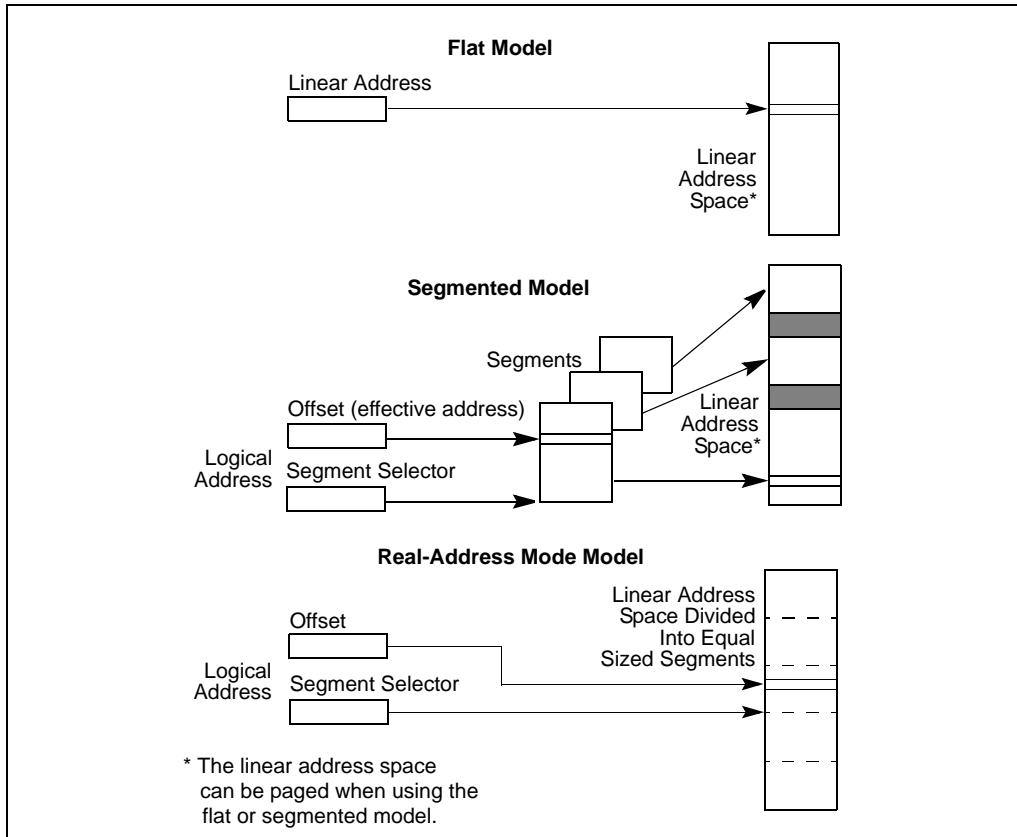 Flat Model
Linear Address
Linear
Address
Space*
Segmented Model
Segments
Offset (effective address)
Logical
Address
Segment Selector
Linear
Address
Space*
Real-Address Mode Model
Offset
Logical
Address
Segment Selector
Linear Address
Space Divided
Into Equal
Sized Segments
* The linear address space
can be paged when using the
flat or segmented model.